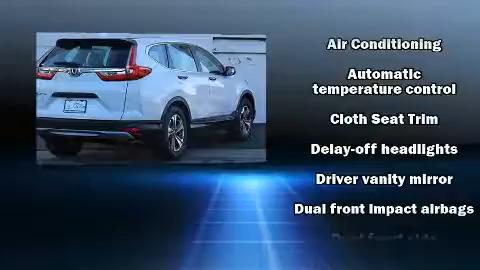 Air Conditioning
Automatic
temperature control
Cloth Seat Trim
Delay-off headlights
Driver vanity mirror
Dual front impact airbags